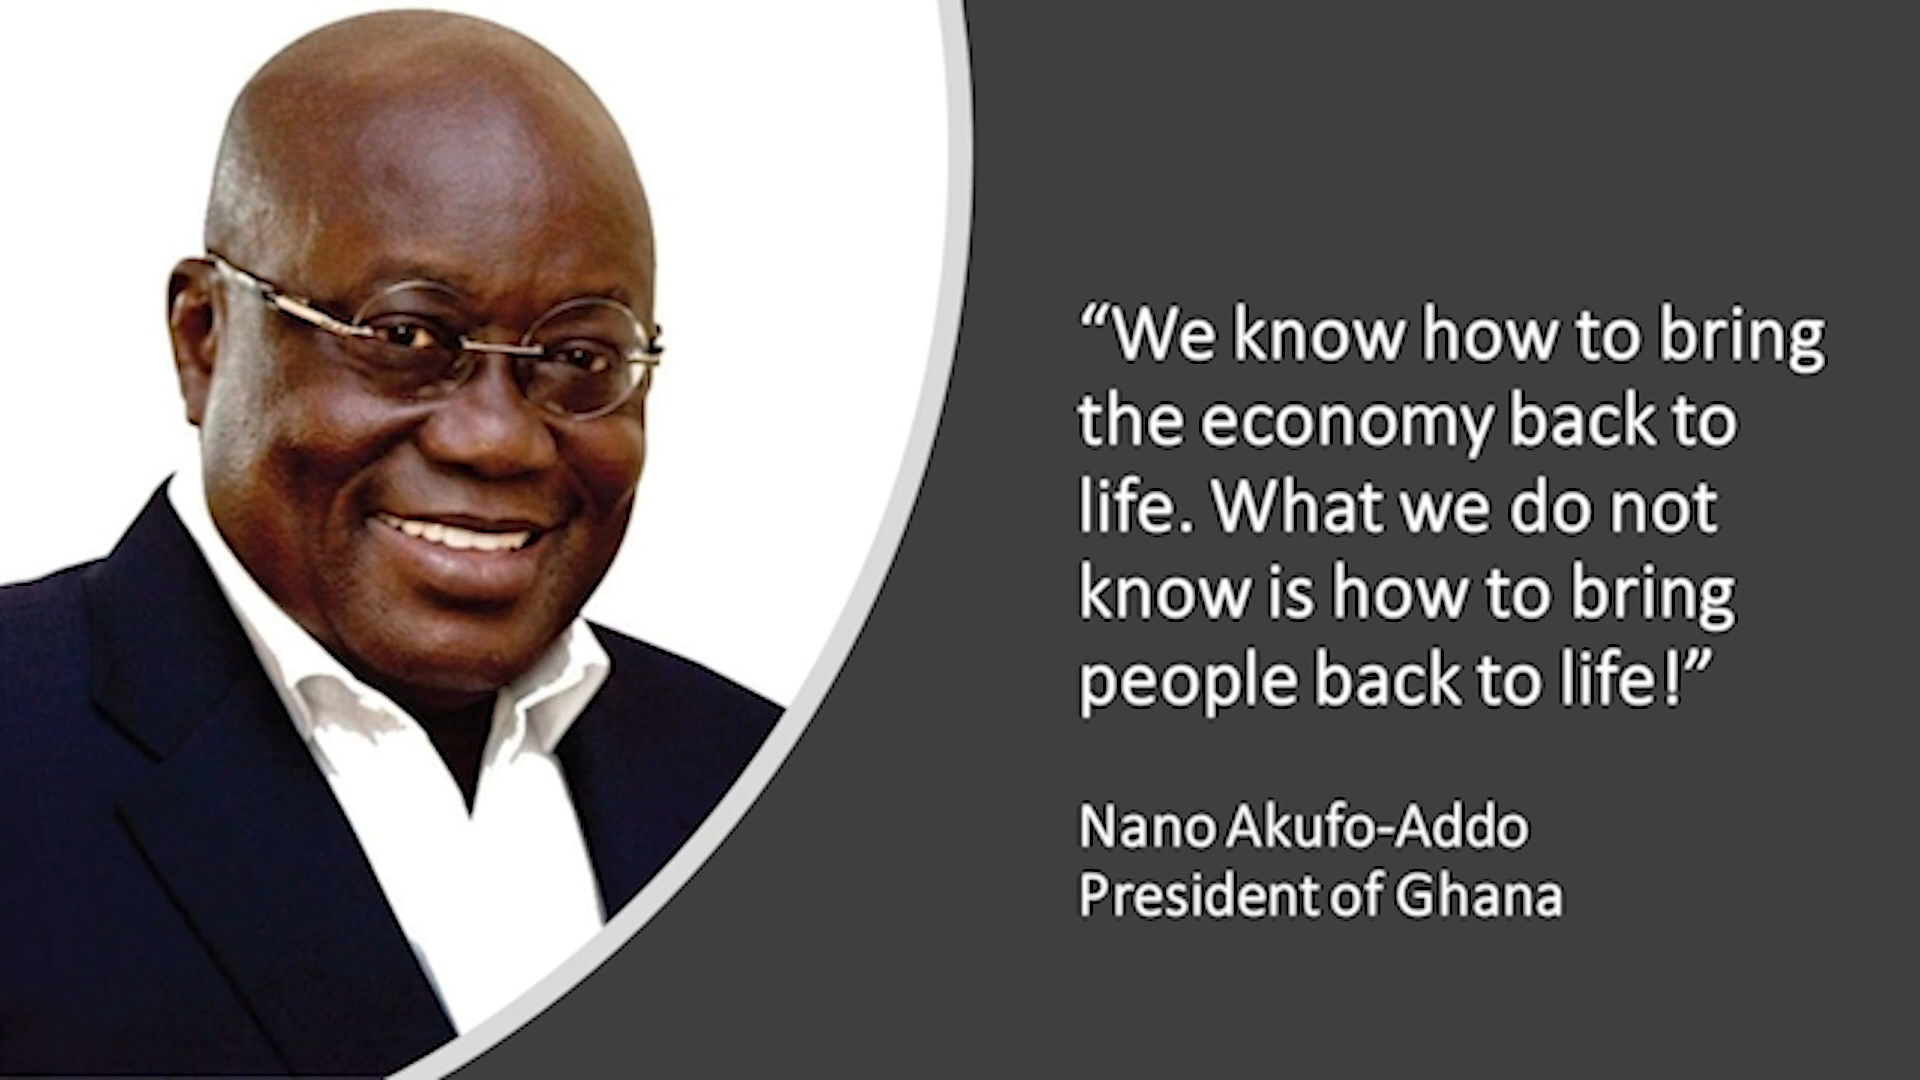 “We know how to bring
the economy back to
life. What we do not
know is how to bring
people back to life!”
Nano Akufo-Addo
President of Ghana